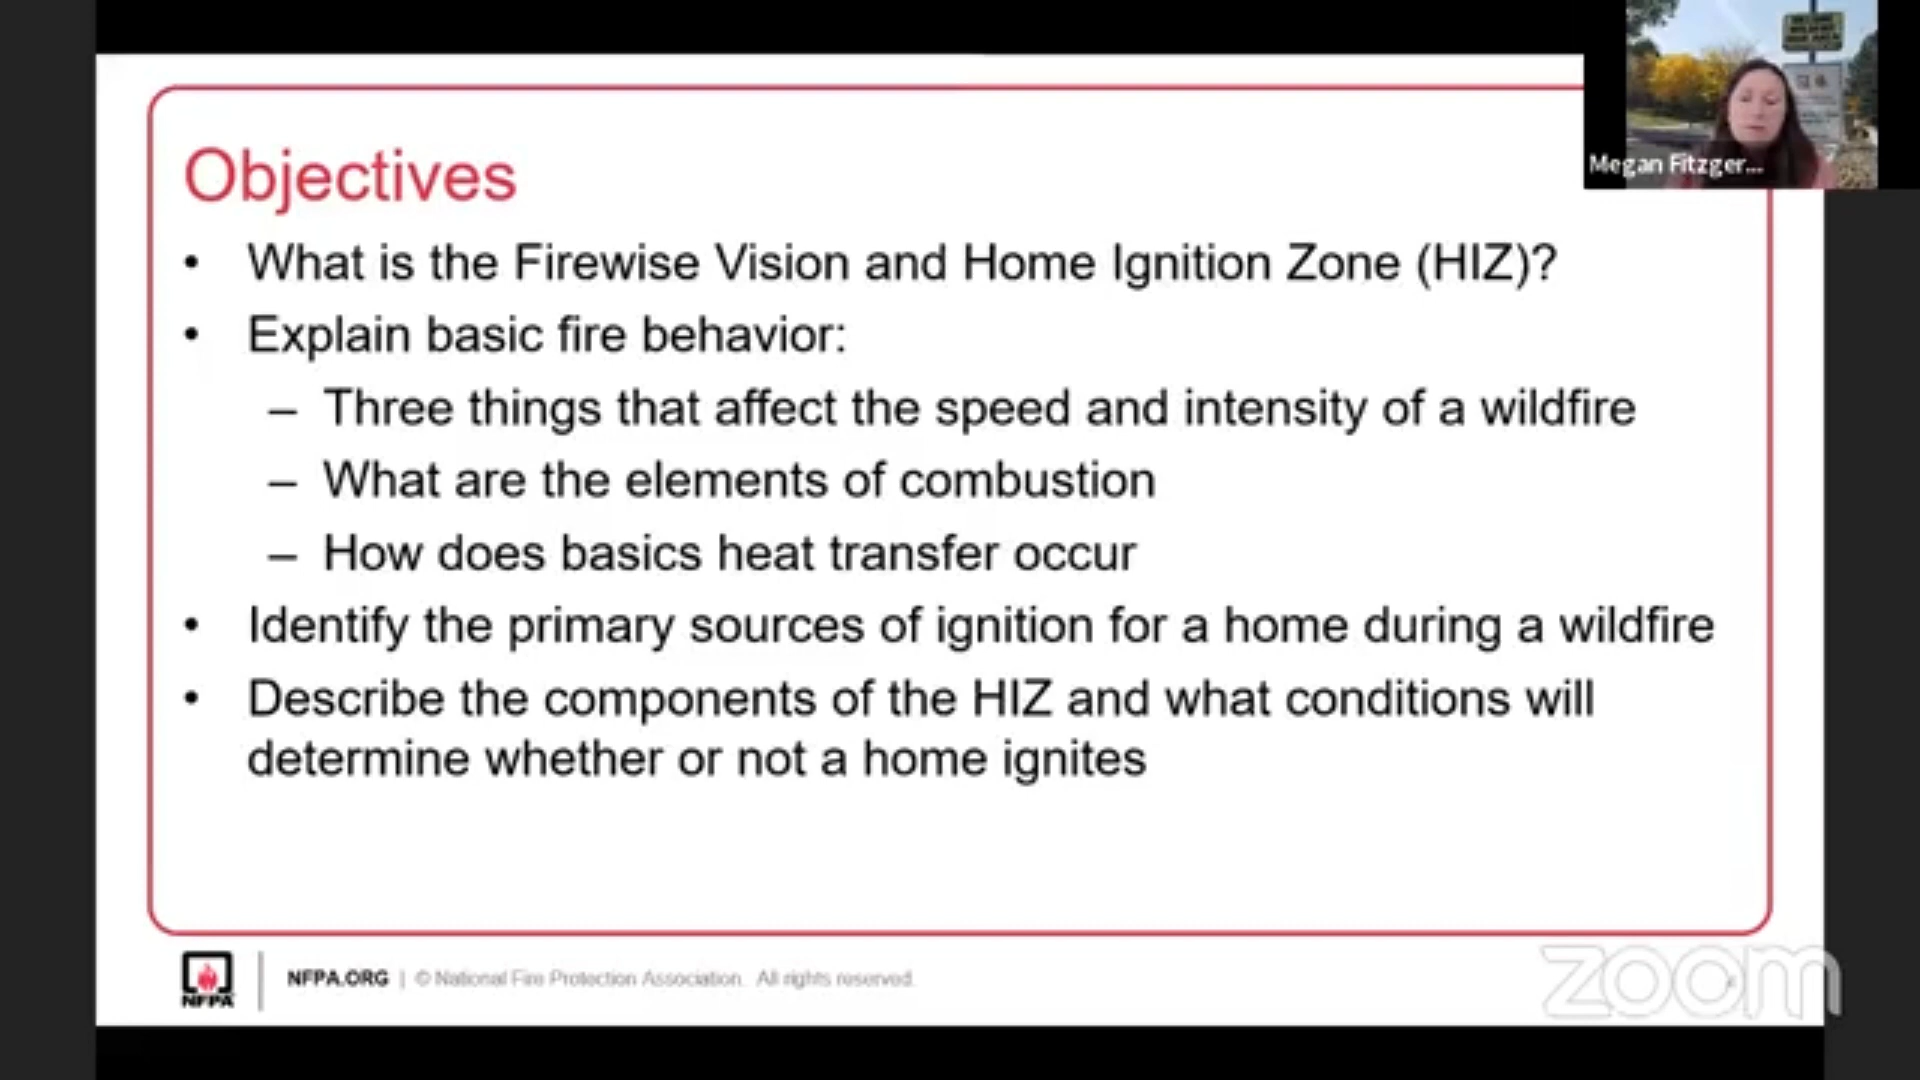 Objectives
• What is the Firewise Vision and Home Ignition Zone (HIZ)?
• Explain basic fire behavior:
– Three things that affect the speed and intensity of a wildfire
– What are the elements of combustion
– How does basics heat transfer occur
• Identify the primary sources of ignition for a home during a wildfire
• Describe the components of the HIZ and what conditions will
determine whether or not a home ignites
Megan Fitzger...
NFPA
NFPA.ORG | © National Fire Protection Association. All rights reserved.
zoom